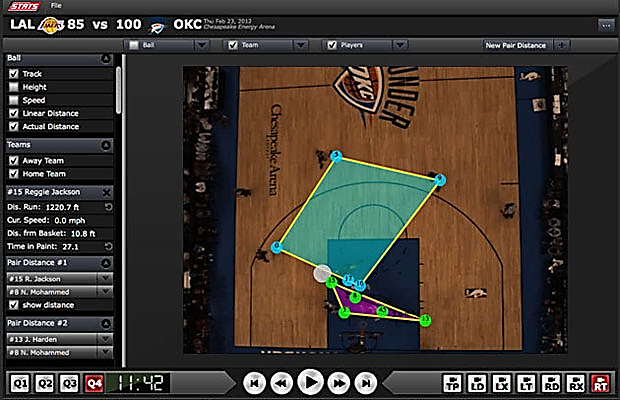 STATS File
LAL 85 vs 100 OKC Thu Feb 23, 2012
Chesapeake Energy Arena
Ball Team Players New Pair Distance +
Ball
Track
Height
Speed
Linear Distance
Actual Distance
Teams
Away Team
Home Team
#15 Reggie Jackson
Dis. Run: 1220.7 ft
Cur. Speed: 0.0 mph
Dis. frm Basket: 10.8 ft
Time in Paint: 27.1
Pair Distance #1
#15 R. Jackson
#8 N. Mohammed
show distance
Pair Distance #2
#13 J. Harden
#8 N. Mohammed
OKC
THUNDER
Chesapeake
Arena
Q1 Q2 Q3 Q4 11:42
TP LD LX LT RD RX RT